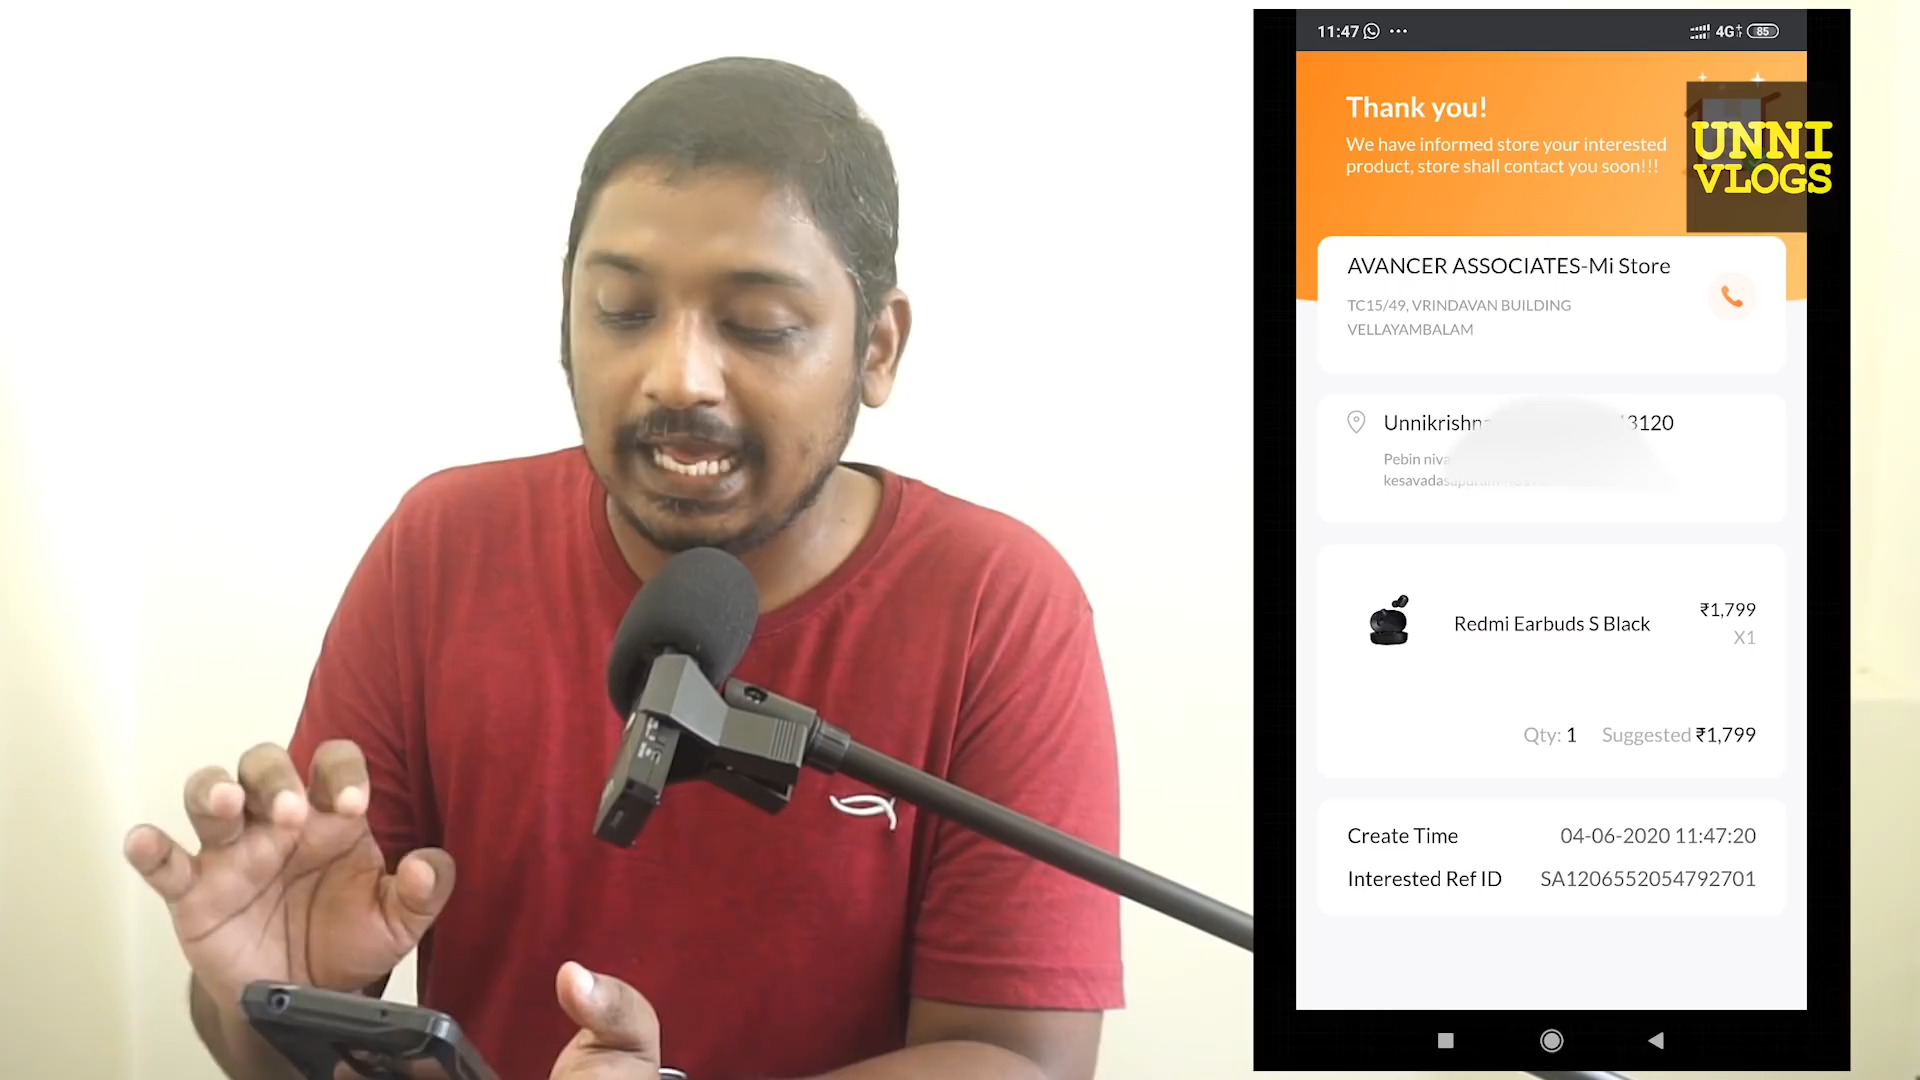 11:47
4G+
85
Thank you!
We have informed store your interested
product, store shall contact you soon!!!
UNNI
VLOGS
AVANCER ASSOCIATES-Mi Store
TC15/49, VRINDAVAN BUILDING
VELLAYAMBALAM
3120
Pebin
Redmi Earbuds S Black
₹1,799
X1
Qty: 1 Suggested ₹1,799
Create Time 04-06-2020 11:47:20
Interested Ref ID SA1206552054792701